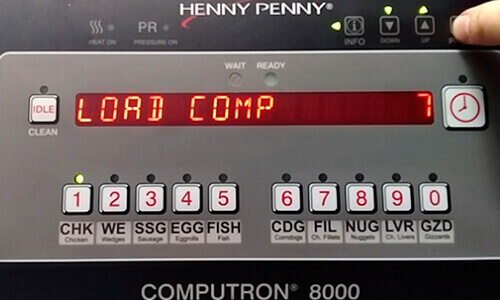 HENNY PENNY®
HEAT ON
PR
PRESSURE ON
INFO
DOWN
UP
P
WAIT READY
IDLE
CLEAN
LOAD COMP 7
1 2 3 4 5 6 7 8 9 0
CHK WE SSG EGG FISH CDG FIL NUG LVR GZD
Chicken Wedges Sausage Eggrolls Fish Corndogs Ch. Fillets Nuggets Ch. Livers Gizzards
COMPUTRON® 8000